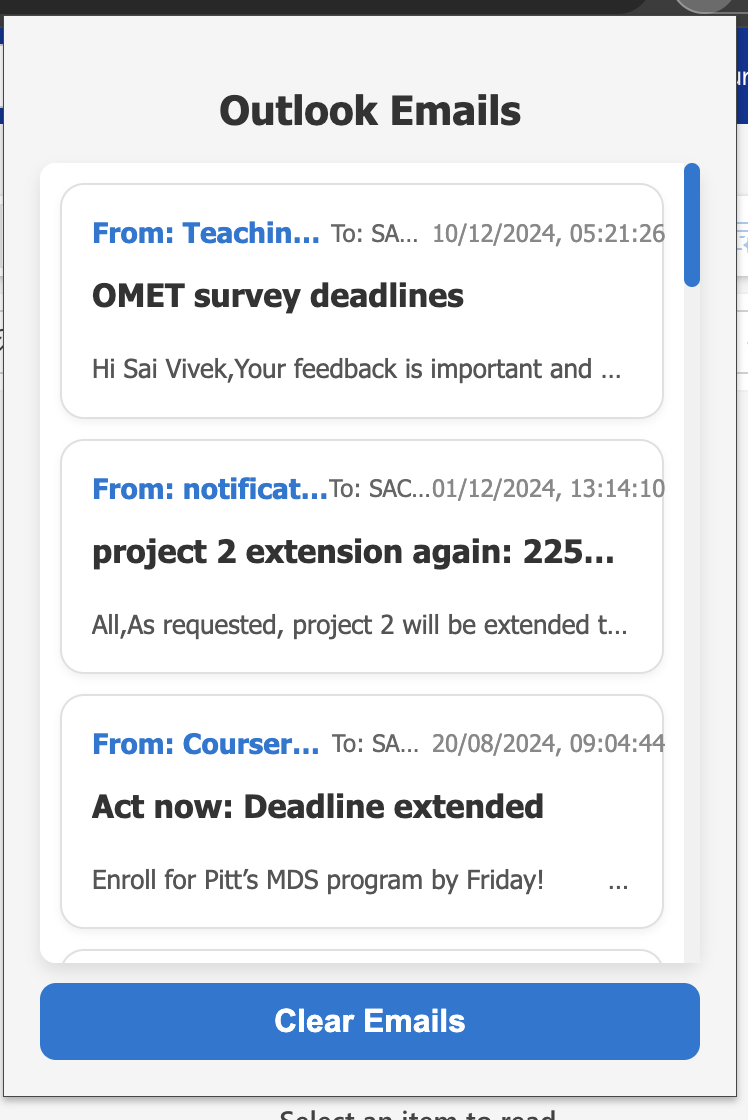 Outlook Emails
From: Teachin... To: SA... 10/12/2024, 05:21:26
OMET survey deadlines
Hi Sai Vivek,Your feedback is important and ...
From: notificat... To: SAC... 01/12/2024, 13:14:10
project 2 extension again: 225...
All,As requested, project 2 will be extended t...
From: Courser... To: SA... 20/08/2024, 09:04:44
Act now: Deadline extended
Enroll for Pitt’s MDS program by Friday! ...
Clear Emails
Select an item to read